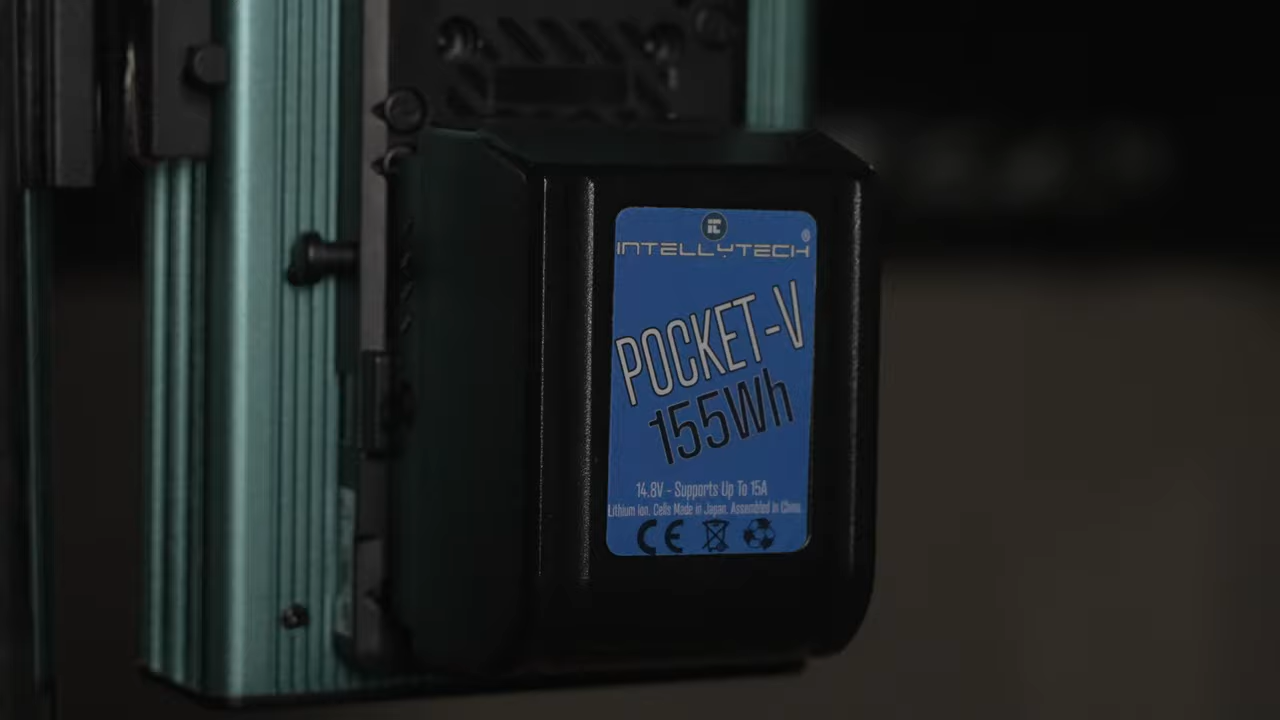 INTELLYTECH®
POCKET-V
155Wh
14.8V - Supports Up To 15A
Lithium Ion. Cells Made in Japan. Assembled in China
CE